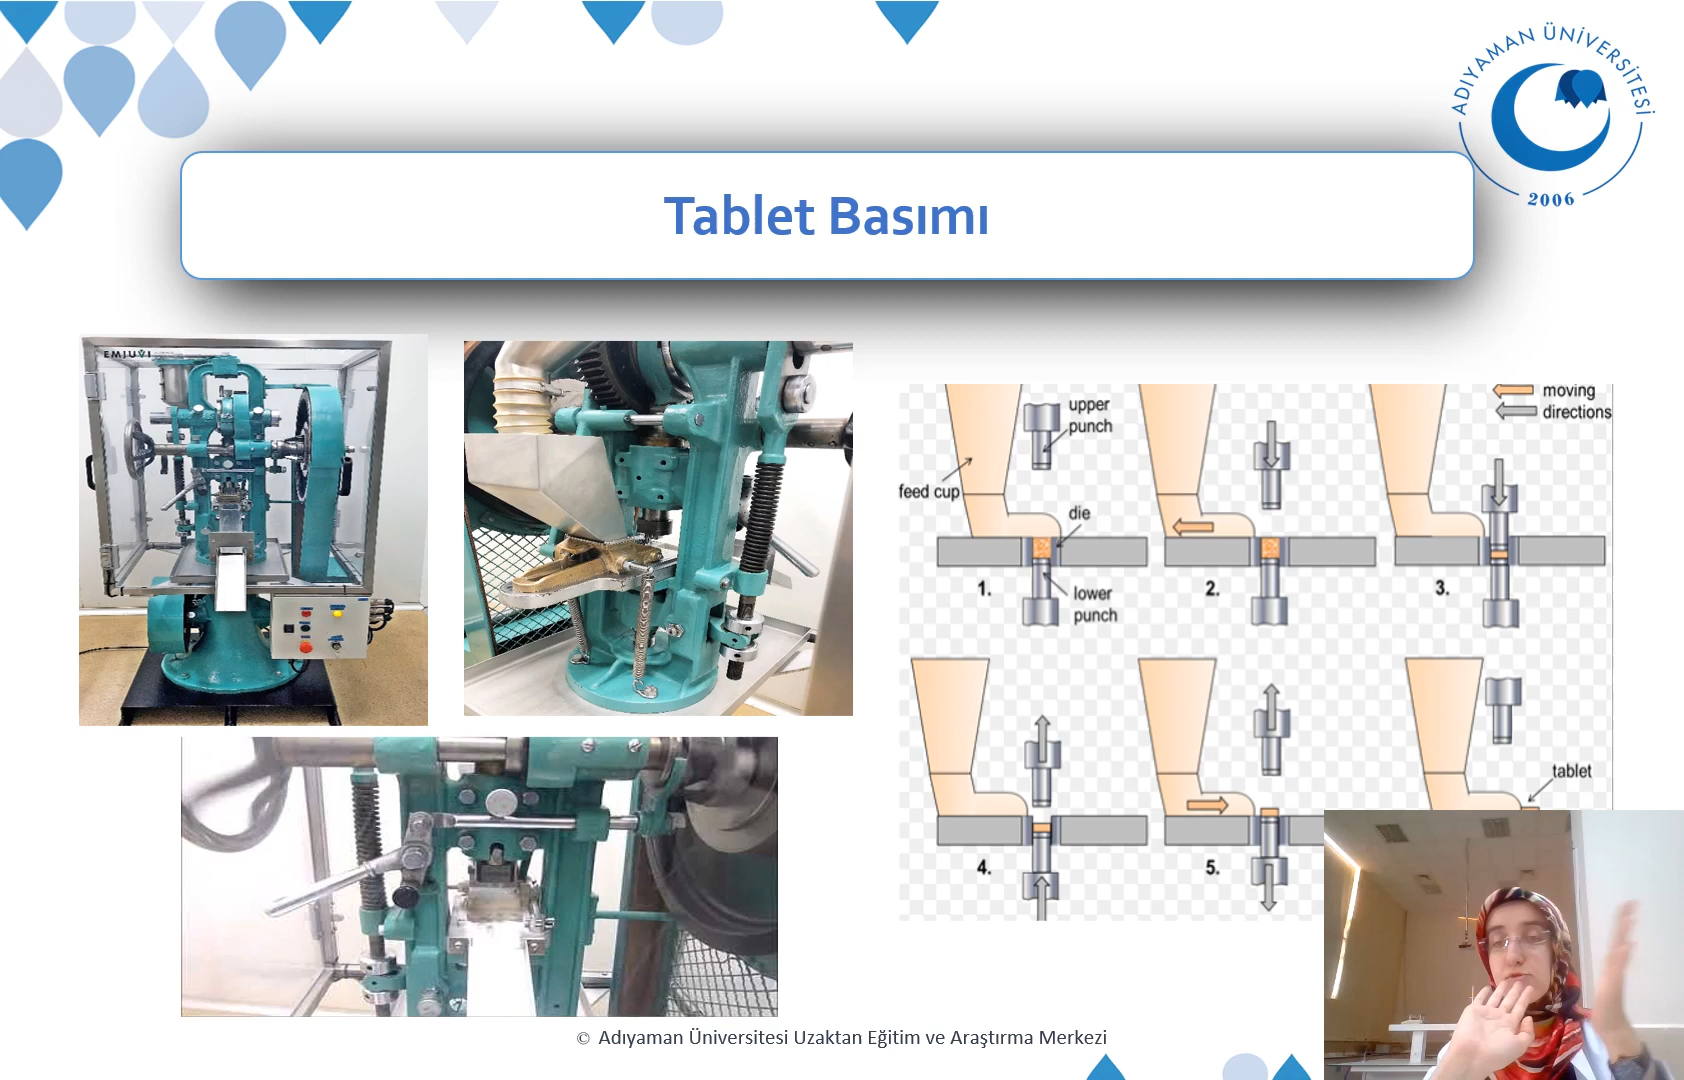 ADIYAMAN ÜNİVERSİTESİ
2006
Tablet Basımı
EMJUVI
moving
directions
upper
punch
feed cup
die
lower
punch
1.
2.
3.
tablet
4.
5.
© Adıyaman Üniversitesi Uzaktan Eğitim ve Araştırma Merkezi